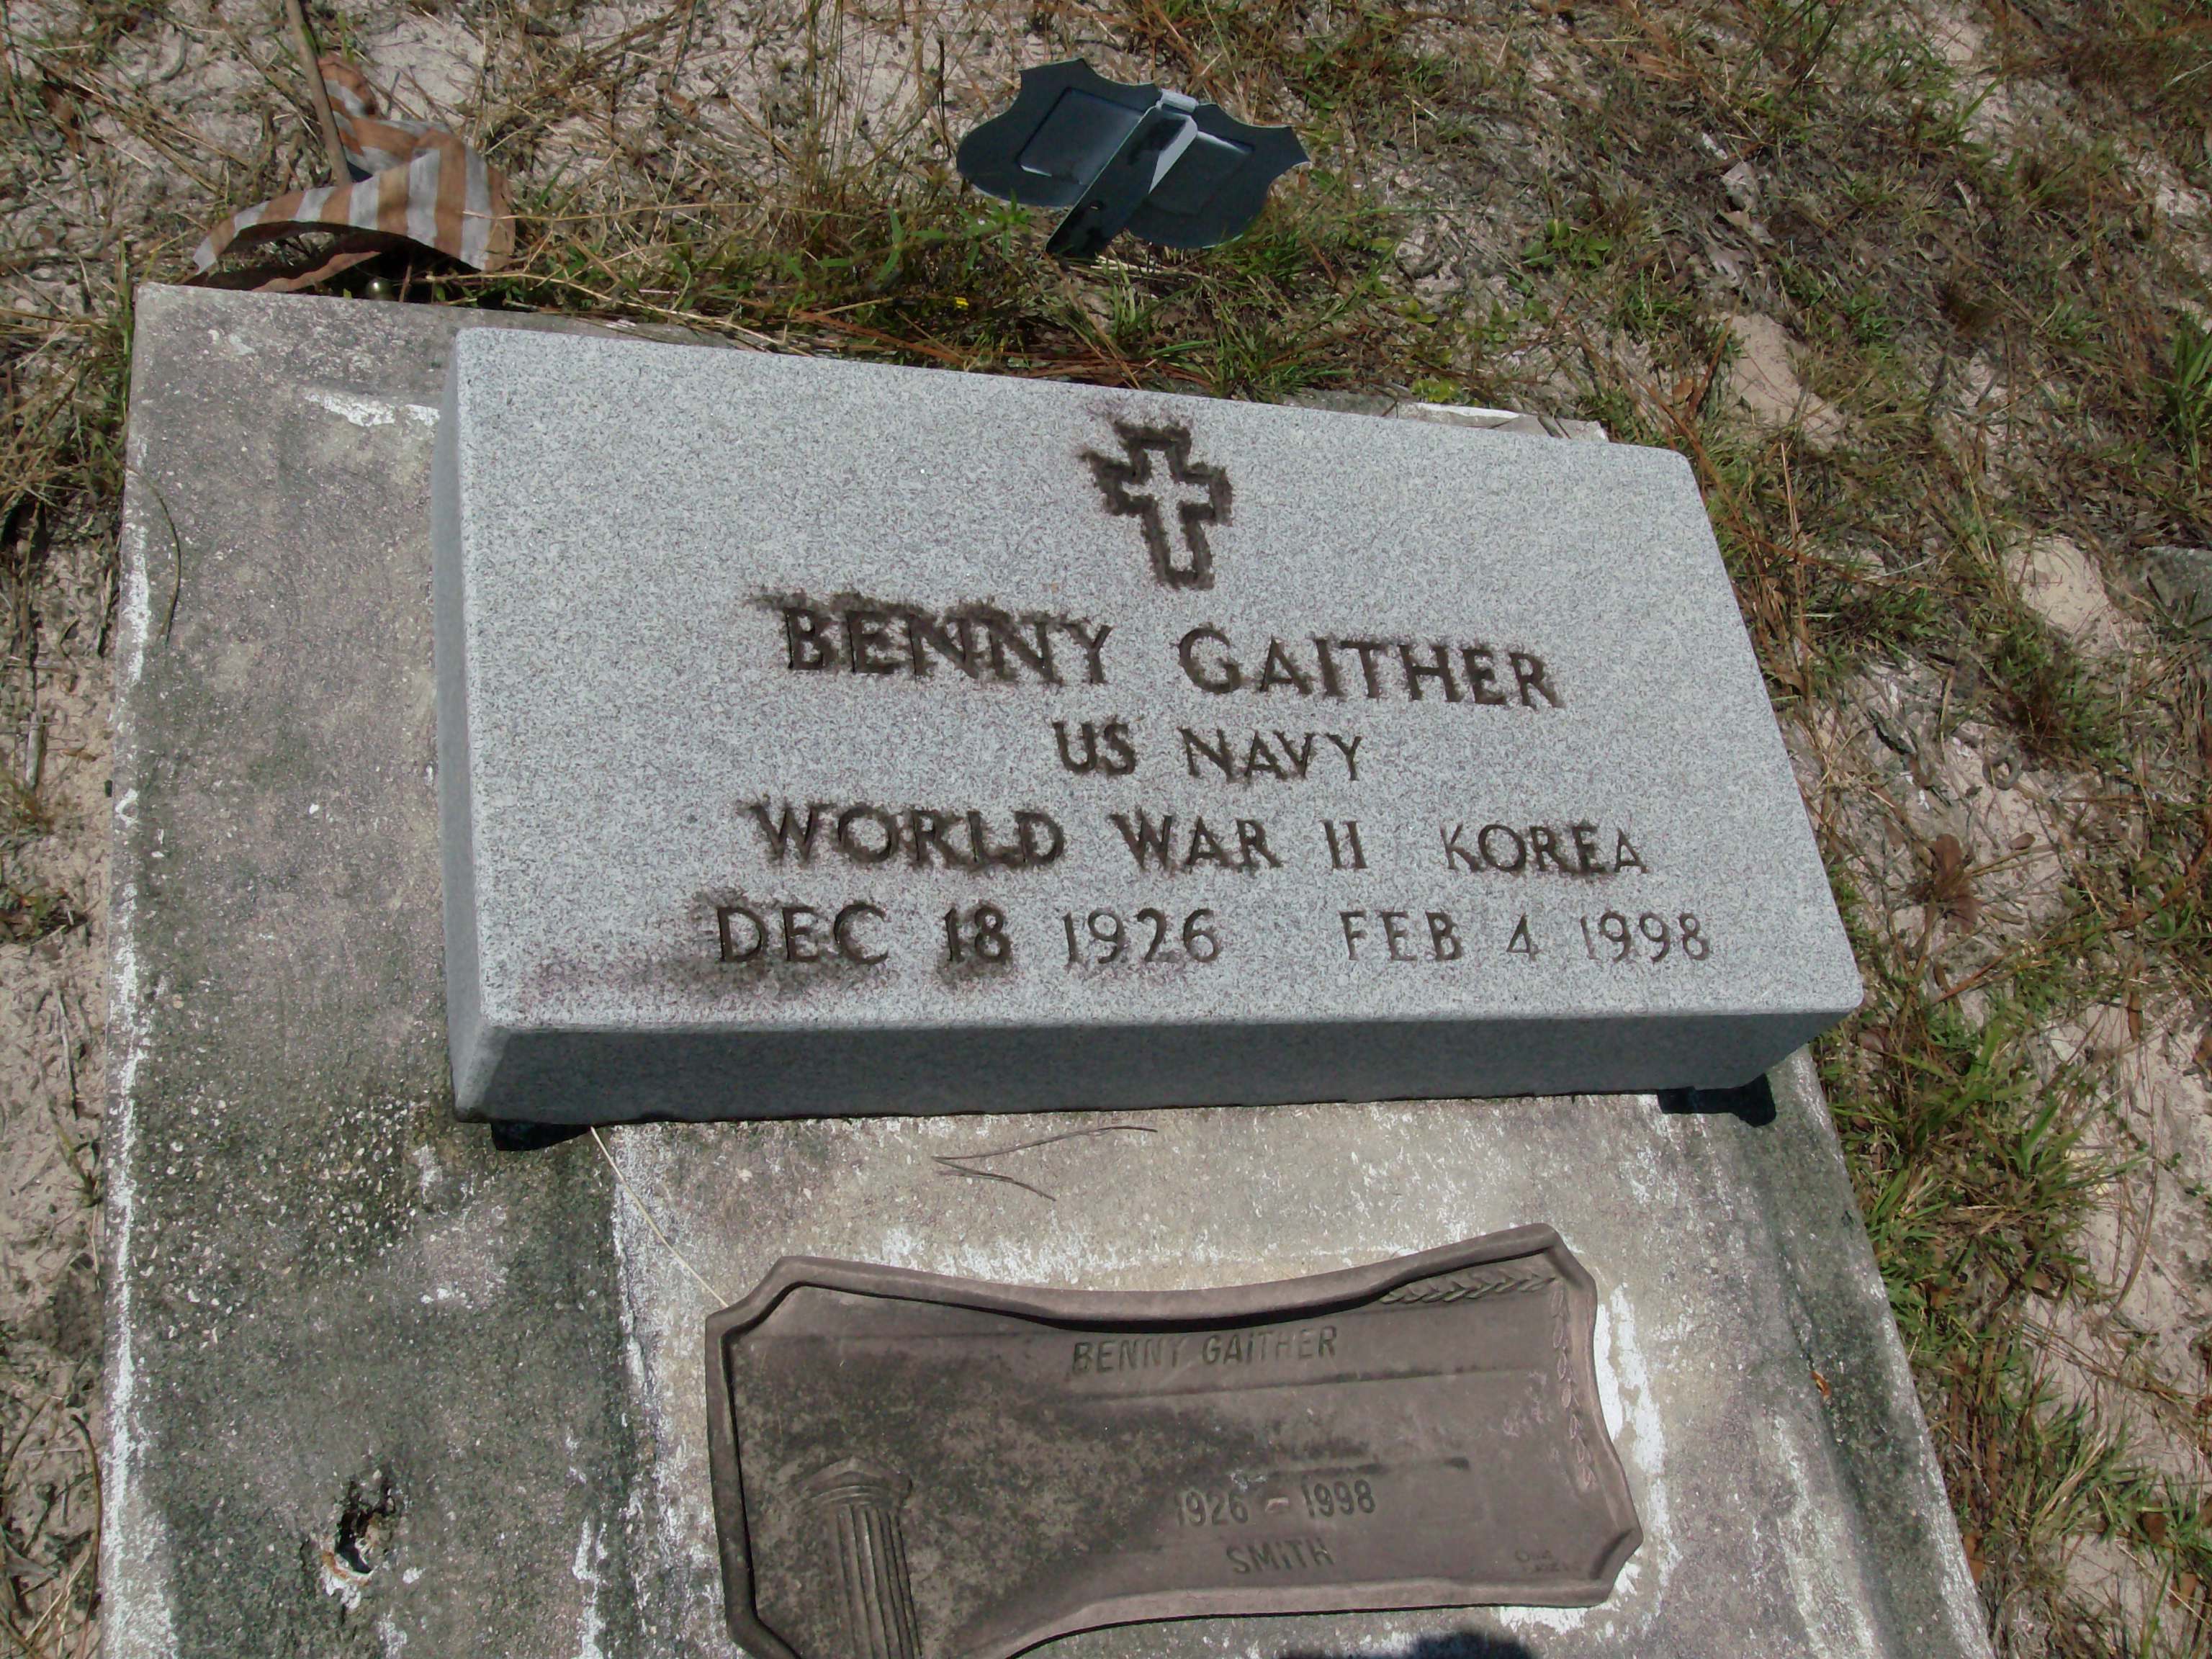 BENNY GAITHER
US NAVY
WORLD WAR II KOREA
DEC 18 1926 FEB 4 1998
BENNY GAITHER
1926 - 1998
SMITH